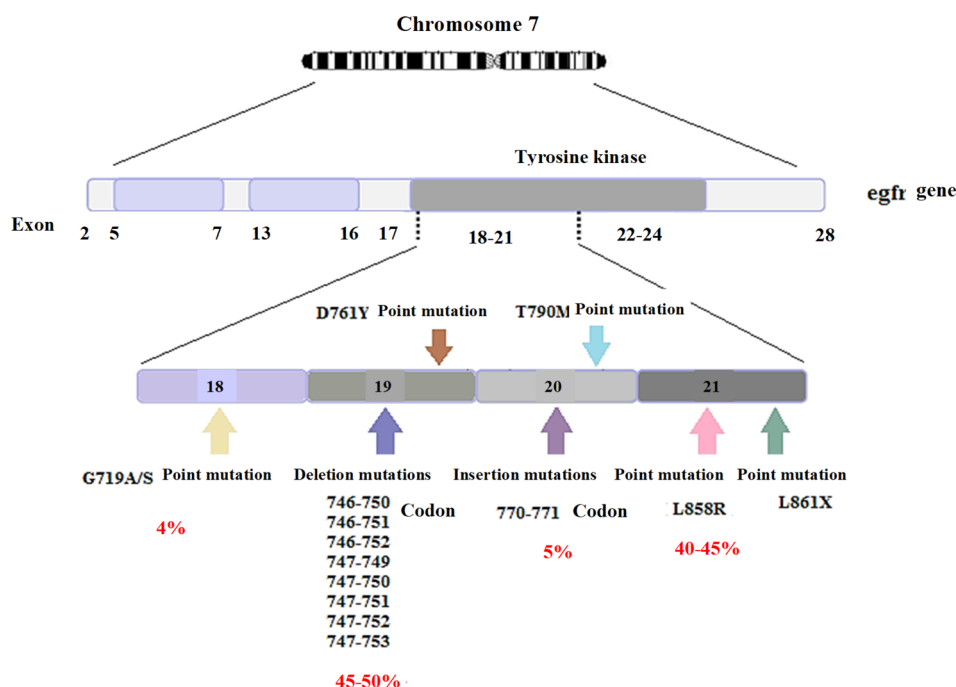 Chromosome 7
Tyrosine kinase
egfr gene
Exon
2 5 7 13 16 17 18-21 22-24 28
D761Y Point mutation T790M Point mutation
18 19 20 21
G719A/S Point mutation Deletion mutations Insertion mutations Point mutation Point mutation
746-750 Codon 770-771 Codon L858R L861X
746-751
746-752
747-749
747-750
747-751
747-752
747-753
4% 5% 40-45%
45-50%